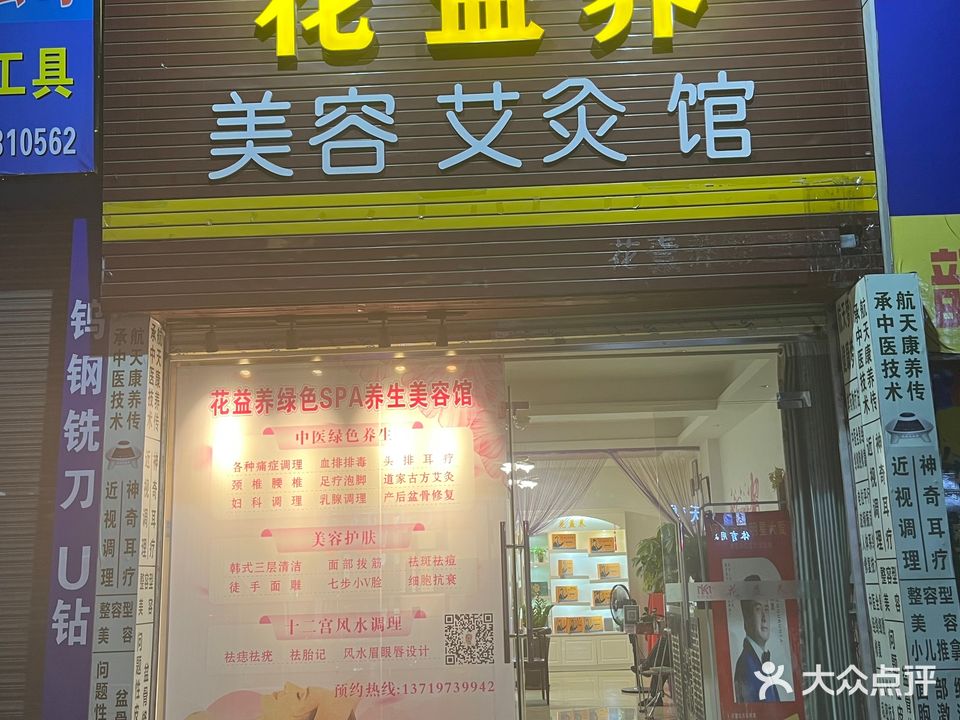 花益养
美容 艾灸 馆
工具
310562
钨钢铣刀 U钻
航天康养传
承中医技术
神奇耳疗
近视调理
整容型
美容
问题性
花益养绿色SPA养生美容馆
中医绿色养生
各种痛症调理 血排排毒 头排耳疗
颈椎腰椎 足疗泡脚 道家古方艾灸
妇科调理 乳腺调理 产后盆骨修复
美容护肤
韩式三层清洁 面部拔筋 祛斑祛痘
徒手面雕 七步小V脸 细胞抗衰
十二宫风水调理
祛痣祛疣 祛胎记 风水眉眼唇设计
预约热线:13719739942
花益养
航天康养传
承中医技术
神奇耳疗
近视调理
整容型
美容
小儿推拿
大众点评